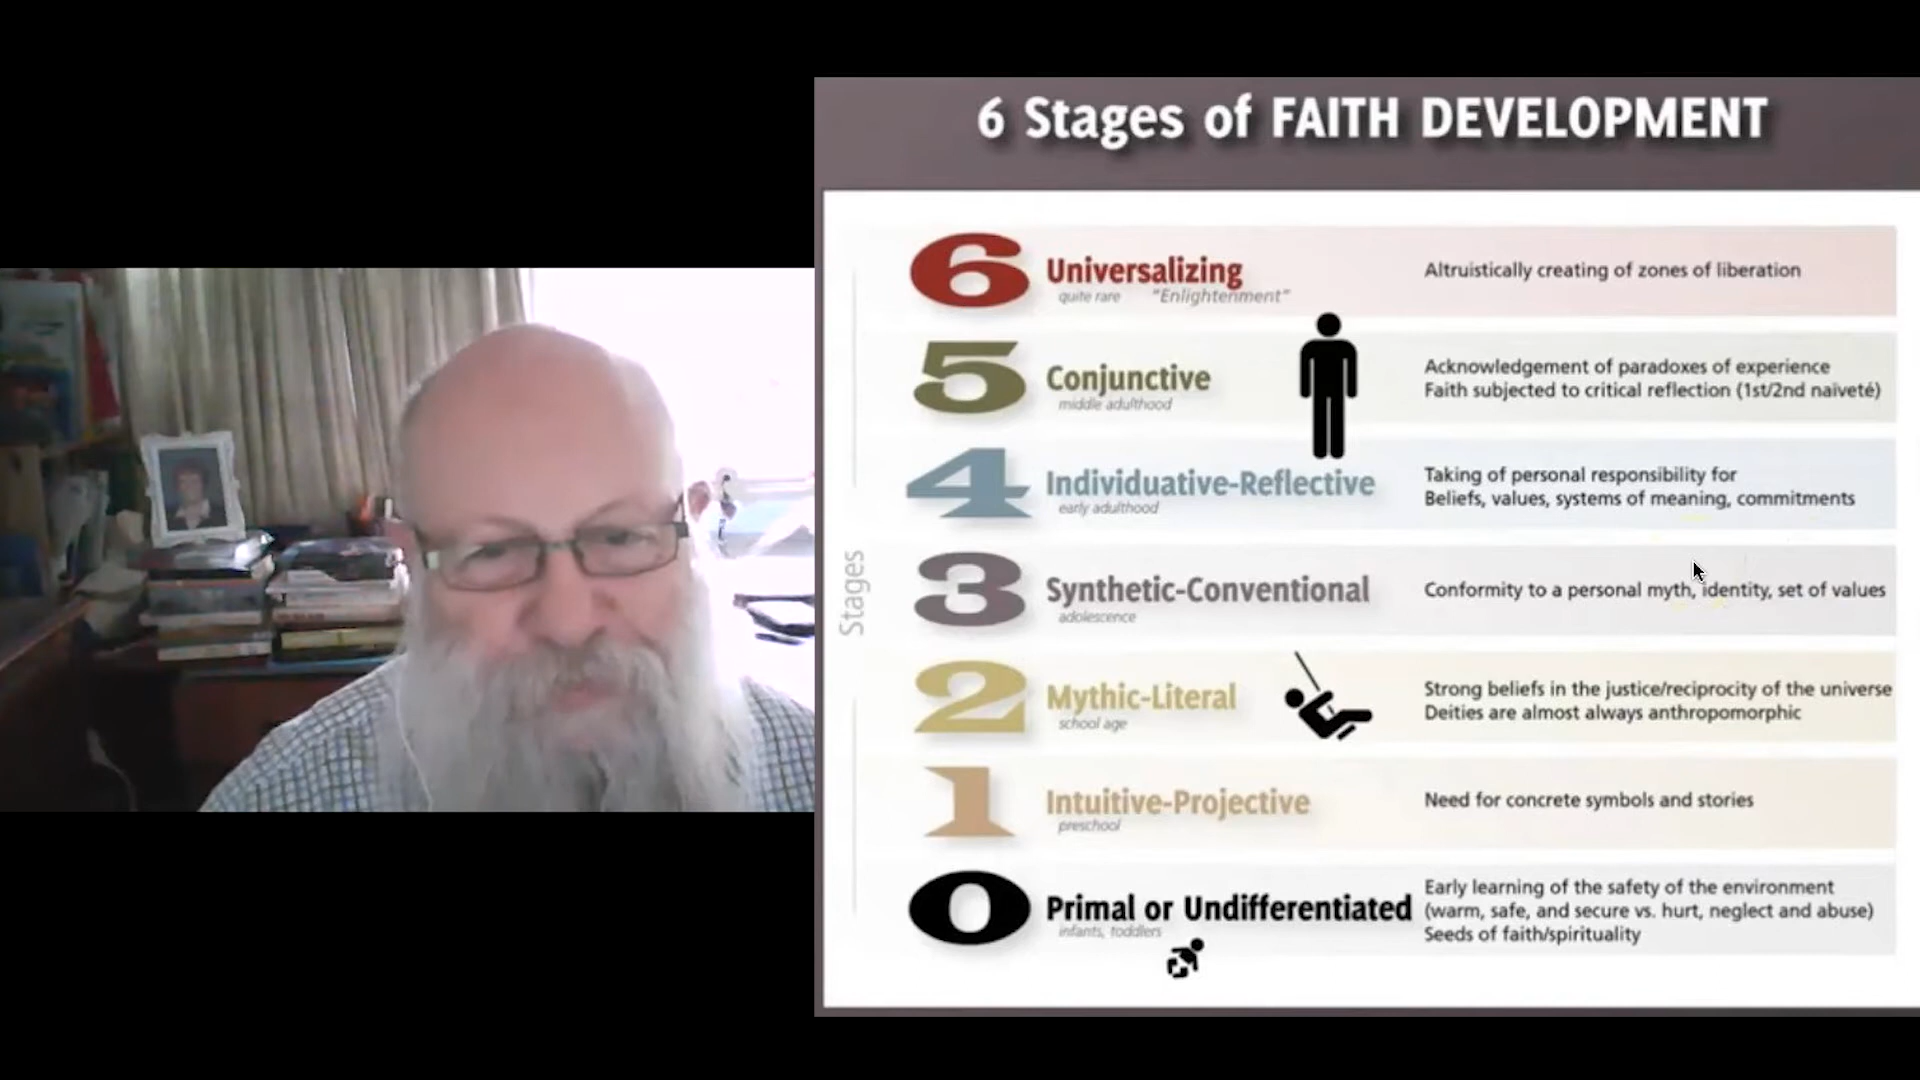 6 Stages of FAITH DEVELOPMENT
Stages
6
Universalizing
quite rare "Enlightenment"
Altruistically creating of zones of liberation
5
Conjunctive
middle adulthood
Acknowledgement of paradoxes of experience
Faith subjected to critical reflection (1st/2nd naiveté)
4
Individuative-Reflective
early adulthood
Taking of personal responsibility for
Beliefs, values, systems of meaning, commitments
3
Synthetic-Conventional
adolescence
Conformity to a personal myth, identity, set of values
2
Mythic-Literal
school age
Strong beliefs in the justice/reciprocity of the universe
Deities are almost always anthropomorphic
1
Intuitive-Projective
preschool
Need for concrete symbols and stories
0
Primal or Undifferentiated
infants, toddlers
Early learning of the safety of the environment
(warm, safe, and secure vs. hurt, neglect and abuse)
Seeds of faith/spirituality